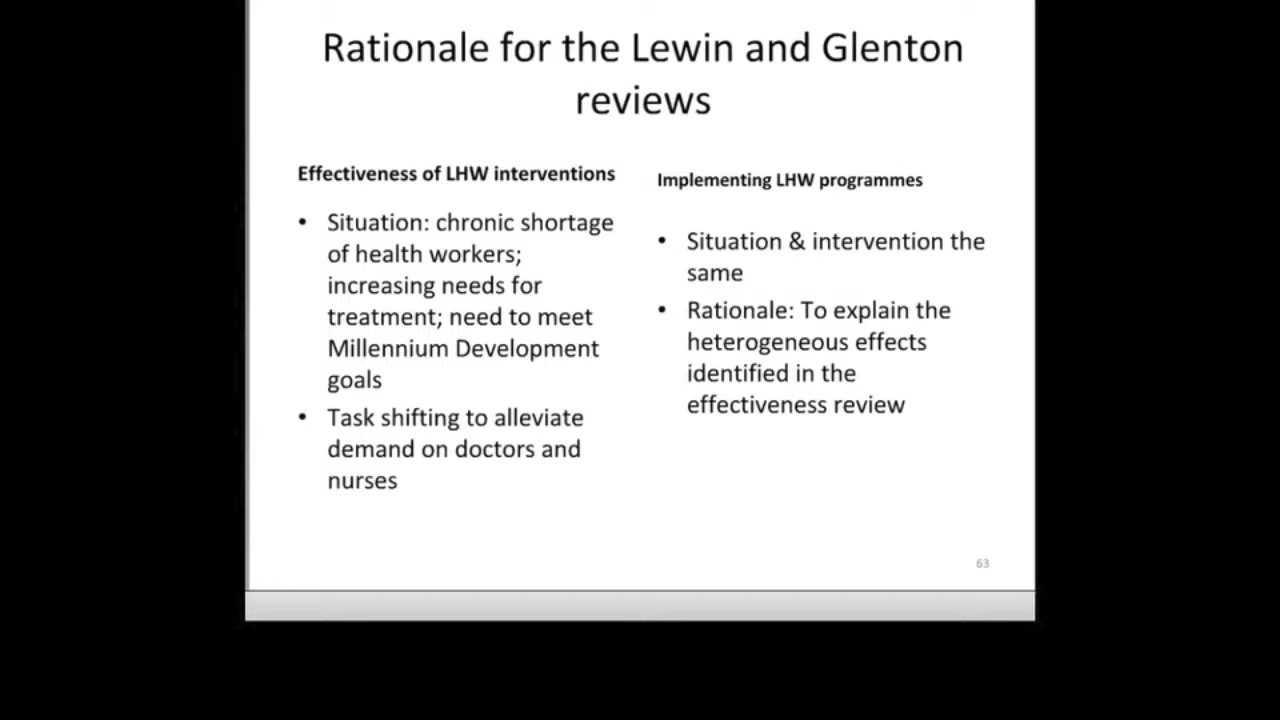 Rationale for the Lewin and Glenton
reviews
Effectiveness of LHW interventions
• Situation: chronic shortage
of health workers;
increasing needs for
treatment; need to meet
Millennium Development
goals
• Task shifting to alleviate
demand on doctors and
nurses
Implementing LHW programmes
• Situation & intervention the
same
• Rationale: To explain the
heterogeneous effects
identified in the
effectiveness review
63